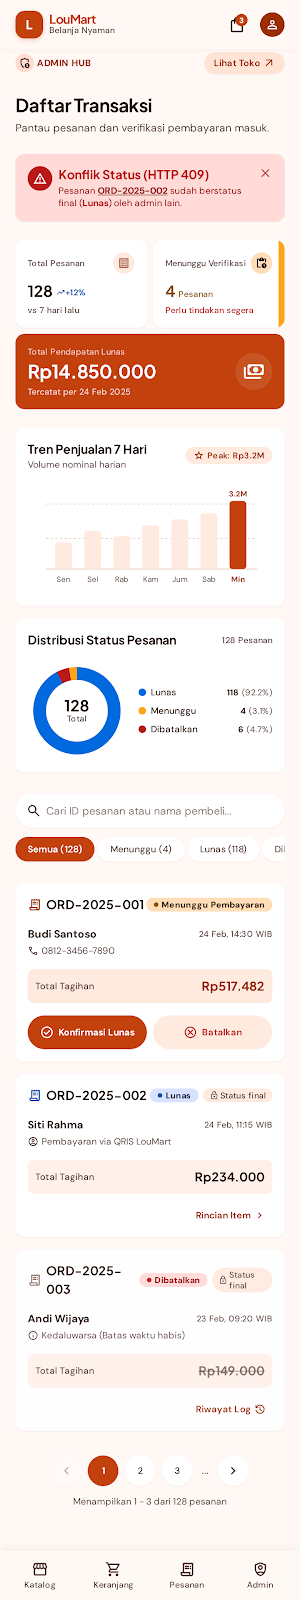 L
LouMart
Belanja Nyaman
3
ADMIN HUB
Lihat Toko
Daftar Transaksi
Pantau pesanan dan verifikasi pembayaran masuk.
Konflik Status (HTTP 409)
Pesanan ORD-2025-002 sudah berstatus
final (Lunas) oleh admin lain.
Total Pesanan
128 +12%
vs 7 hari lalu
Menunggu Verifikasi
4 Pesanan
Perlu tindakan segera
Total Pendapatan Lunas
Rp14.850.000
Tercatat per 24 Feb 2025
Tren Penjualan 7 Hari
Volume nominal harian
Peak: Rp3.2M
3.2M
Sen Sel Rab Kam Jum Sab Min
Distribusi Status Pesanan
128 Pesanan
128
Total
Lunas 118 (92.2%)
Menunggu 4 (3.1%)
Dibatalkan 6 (4.7%)
Cari ID pesanan atau nama pembeli...
Semua (128) Menunggu (4) Lunas (118)
ORD-2025-001 Menunggu Pembayaran
Budi Santoso 24 Feb, 14:30 WIB
0812-3456-7890
Total Tagihan Rp517.482
Konfirmasi Lunas Batalkan
ORD-2025-002 Lunas Status final
Siti Rahma 24 Feb, 11:15 WIB
Pembayaran via QRIS LouMart
Total Tagihan Rp234.000
Rincian Item
ORD-2025-
003
Dibatalkan
Status
final
Andi Wijaya 23 Feb, 09:20 WIB
Kedaluwarsa (Batas waktu habis)
Total Tagihan Rp149.000
Riwayat Log
1 2 3 ...
Menampilkan 1 - 3 dari 128 pesanan
Katalog Keranjang Pesanan Admin